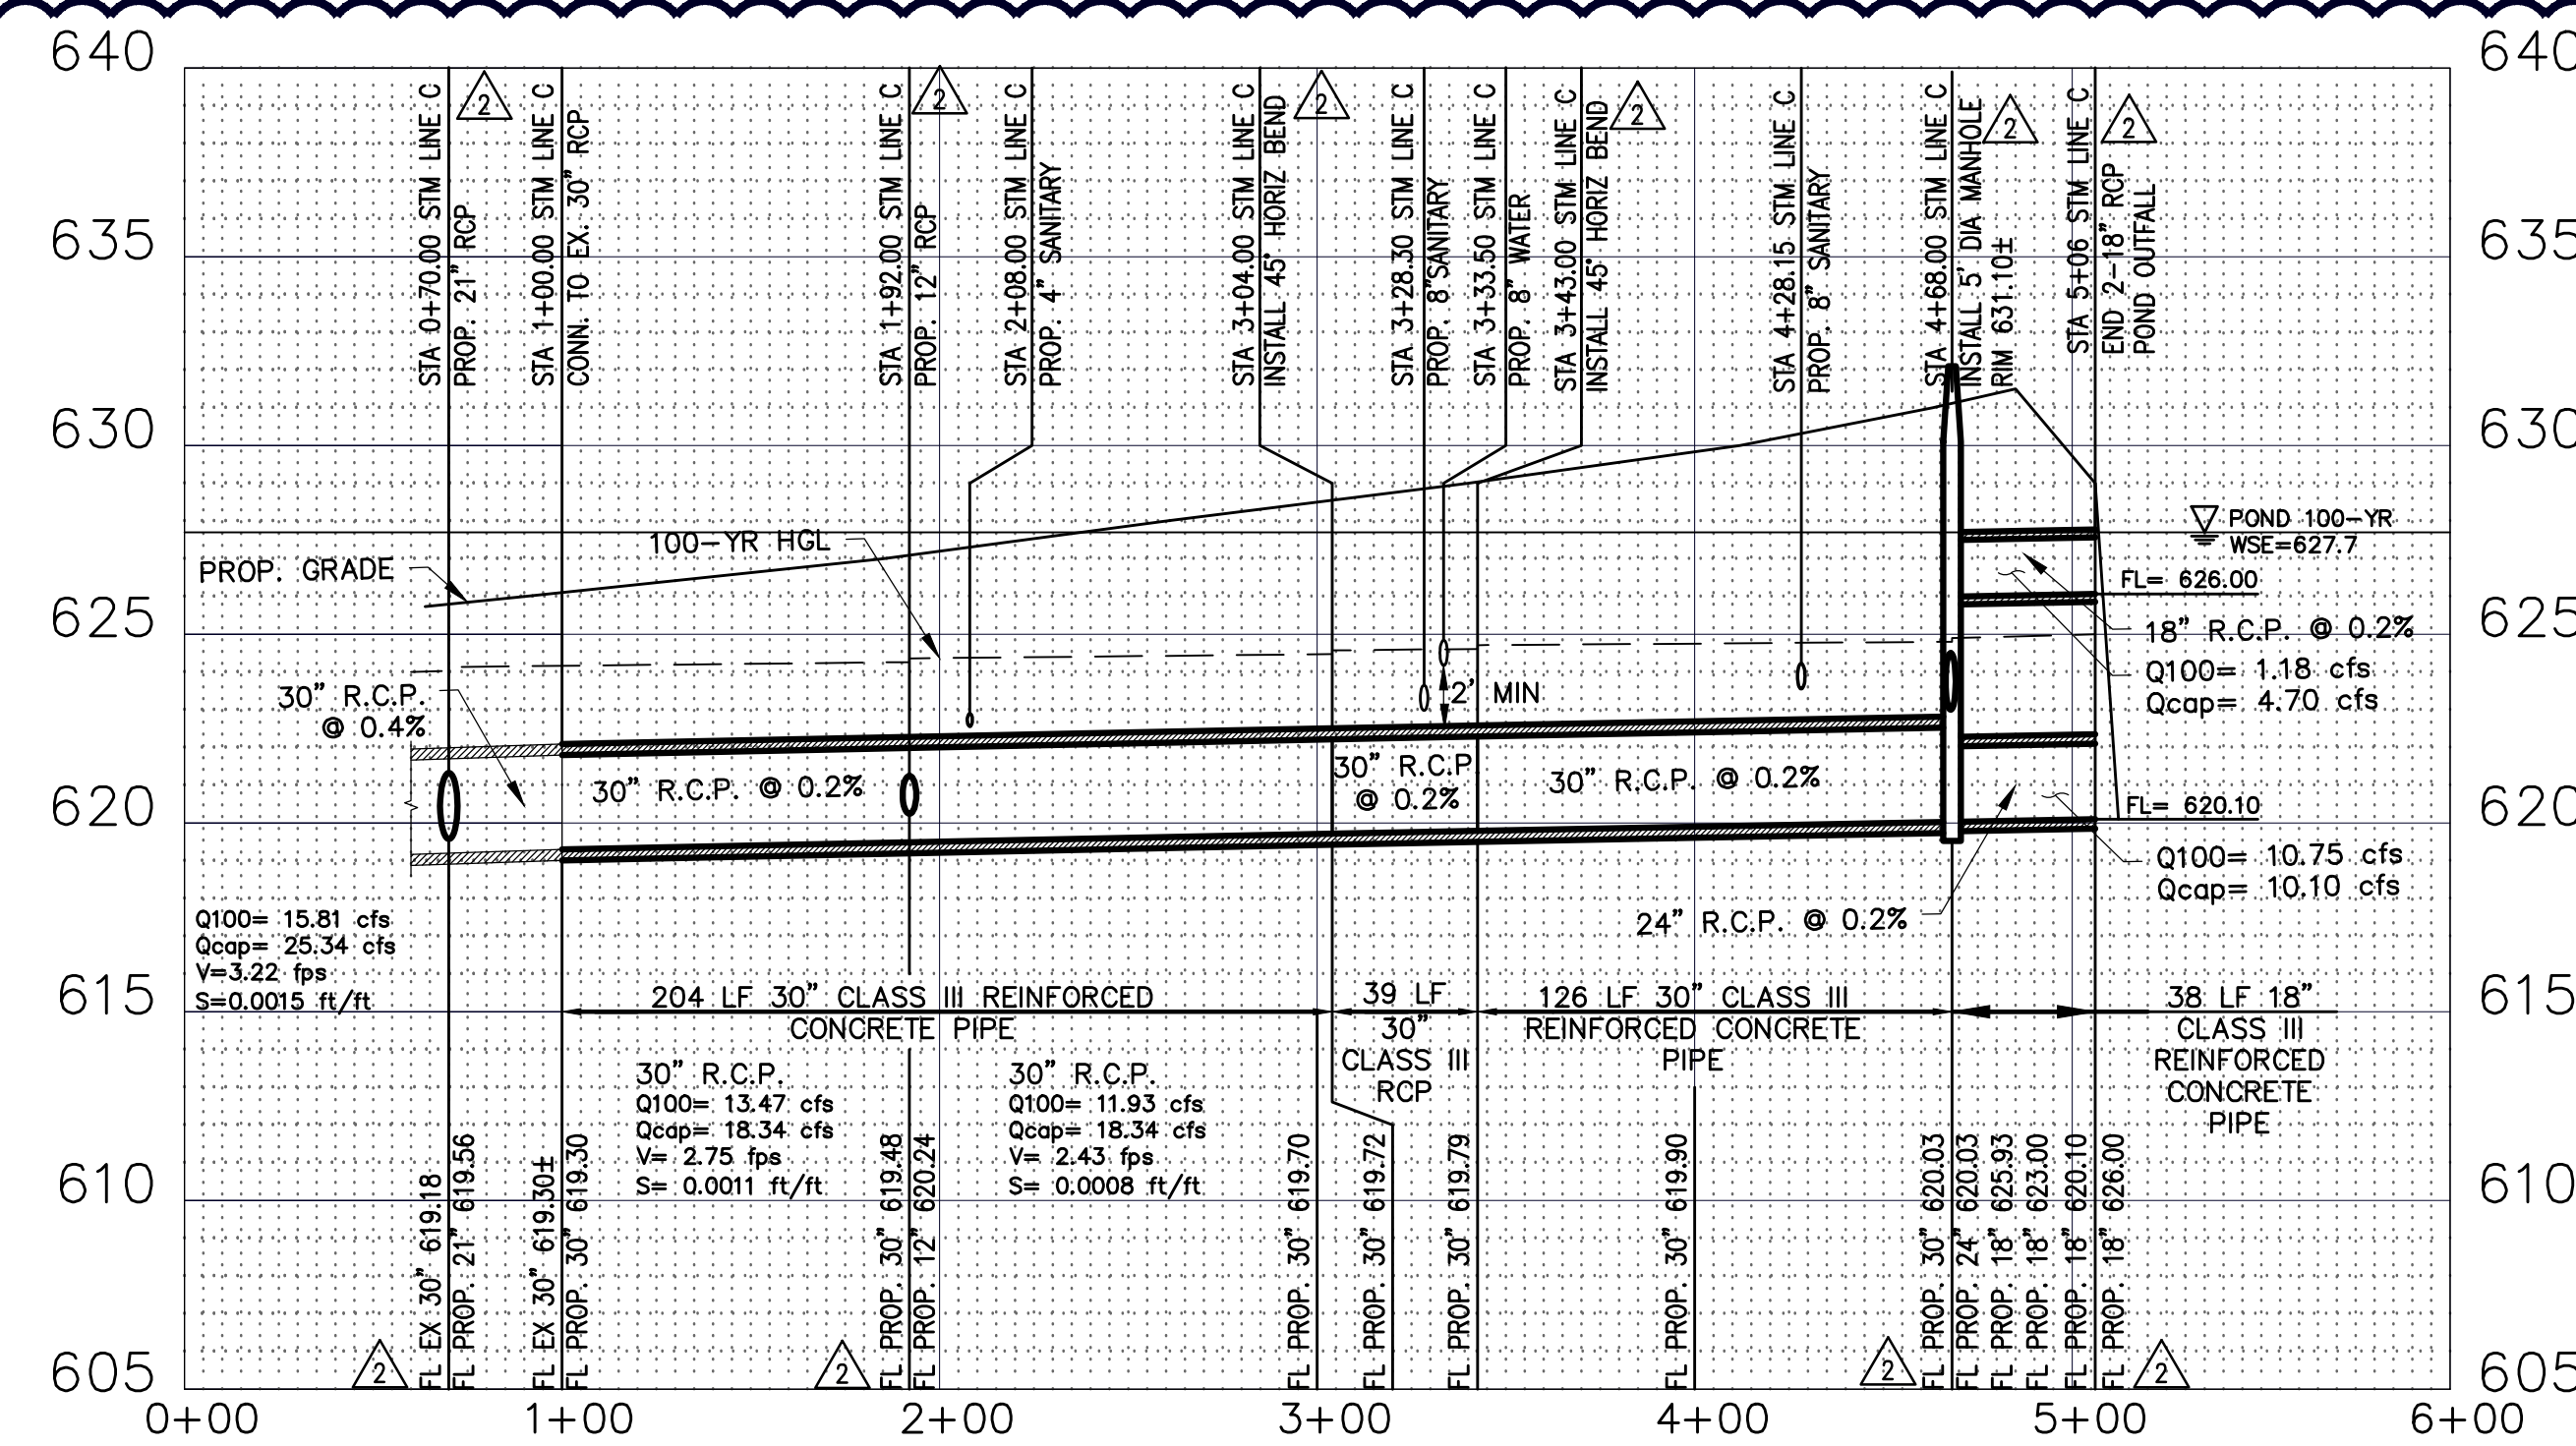 640
635
630
625
620
615
610
605
640
635
630
625
620
615
610
605
STA 0+70.00 STM LINE C
PROP. 21" RCP
2
STA 1+00.00 STM LINE C
CONN. TO EX. 30" RCP
STA 1+92.00 STM LINE C
PROP. 12" RCP
2
STA 2+08.00 STM LINE C
PROP. 4" SANITARY
STA 3+04.00 STM LINE C
INSTALL 45° HORIZ BEND
2
STA 3+28.30 STM LINE C
PROP. 8"SANITARY
STA 3+33.50 STM LINE C
PROP. 8" WATER
STA 3+43.00 STM LINE C
INSTALL 45° HORIZ BEND
2
STA 4+28.15 STM LINE C
PROP. 8" SANITARY
STA 4+68.00 STM LINE C
INSTALL 5' DIA MANHOLE
RIM 631.10±
2
STA 5+06 STM LINE C
END 2-18" RCP
POND OUTFALL
2
PROP. GRADE
100-YR HGL
POND 100-YR
WSE=627.7
FL= 626.00
18" R.C.P. @ 0.2%
Q100= 1.18 cfs
Qcap= 4.70 cfs
30" R.C.P.
@ 0.4%
2' MIN
30" R.C.P. @ 0.2%
30" R.C.P
@ 0.2%
30" R.C.P. @ 0.2%
FL= 620.10
Q100= 10.75 cfs
Qcap= 10.10 cfs
24" R.C.P. @ 0.2%
Q100= 15.81 cfs
Qcap= 25.34 cfs
V=3.22 fps
S=0.0015 ft/ft
204 LF 30" CLASS III REINFORCED
CONCRETE PIPE
39 LF
30"
CLASS III
RCP
126 LF 30" CLASS III
REINFORCED CONCRETE
PIPE
38 LF 18"
CLASS III
REINFORCED
CONCRETE
PIPE
30" R.C.P.
Q100= 13.47 cfs
Qcap= 18.34 cfs
V= 2.75 fps
S= 0.0011 ft/ft
30" R.C.P.
Q100= 11.93 cfs
Qcap= 18.34 cfs
V= 2.43 fps
S= 0.0008 ft/ft
2
FL EX 30" 619.18
FL PROP. 21" 619.56
FL EX 30" 619.30±
FL PROP. 30" 619.30
2
FL PROP. 30" 619.48
FL PROP. 12" 620.24
FL PROP. 30" 619.70
FL PROP. 30" 619.72
FL PROP. 30" 619.79
FL PROP. 30" 619.90
2
FL PROP. 30" 620.03
FL PROP. 24" 620.03
FL PROP. 18" 625.93
FL PROP. 18" 623.00
FL PROP. 18" 620.10
FL PROP. 18" 626.00
2
0+00 1+00 2+00 3+00 4+00 5+00 6+00